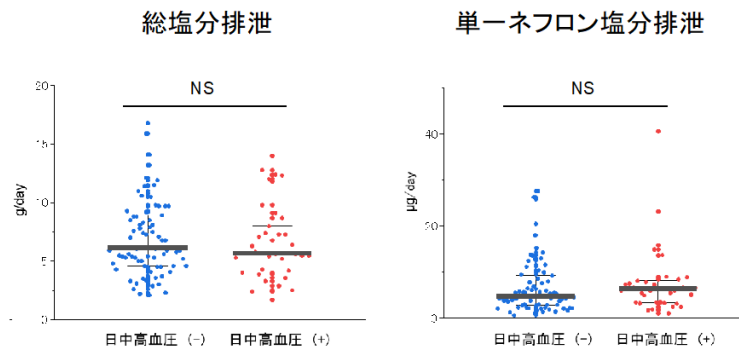 総塩分排泄
単一ネフロン塩分排泄
NS
NS
20
15
10
5
0
g/day
40
20
0
µg/day
日中高血圧 (-)
日中高血圧 (+)
日中高血圧 (-)
日中高血圧 (+)